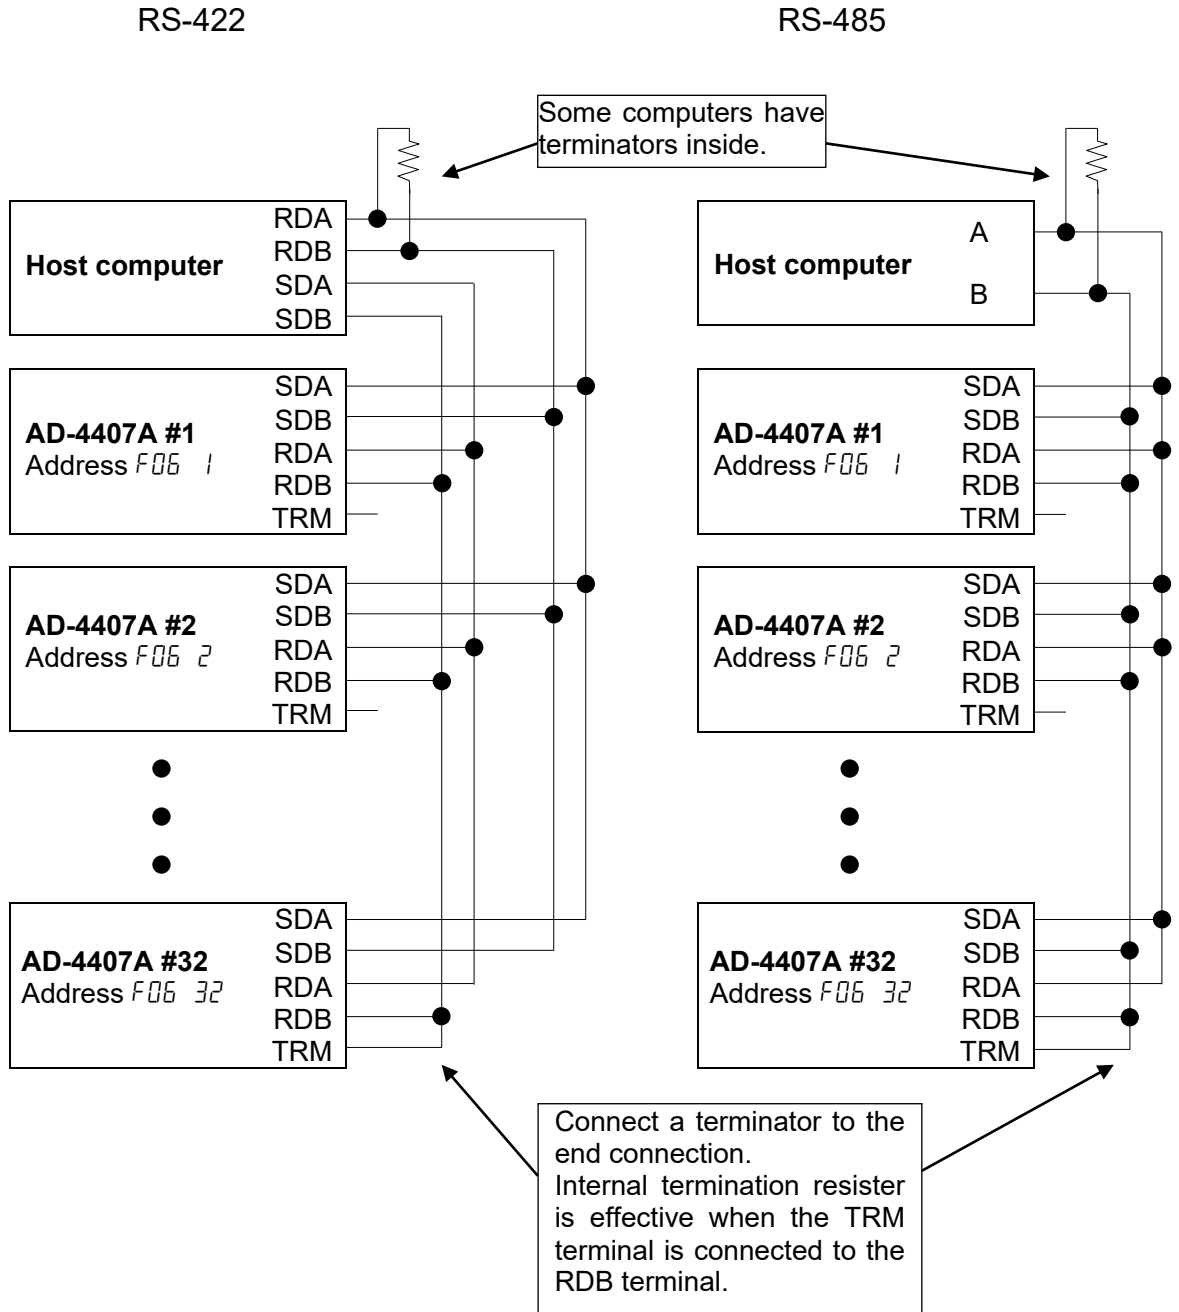 RS-422
RS-485
Some computers have
terminators inside.
Host computer
RDA
RDB
SDA
SDB
AD-4407A #1
Address F06 1
SDA
SDB
RDA
RDB
TRM
AD-4407A #2
Address F06 2
SDA
SDB
RDA
RDB
TRM
AD-4407A #32
Address F06 32
SDA
SDB
RDA
RDB
TRM
Host computer
A
B
AD-4407A #1
Address F06 1
SDA
SDB
RDA
RDB
TRM
AD-4407A #2
Address F06 2
SDA
SDB
RDA
RDB
TRM
AD-4407A #32
Address F06 32
SDA
SDB
RDA
RDB
TRM
Connect a terminator to the
end connection.
Internal termination resister
is effective when the TRM
terminal is connected to the
RDB terminal.